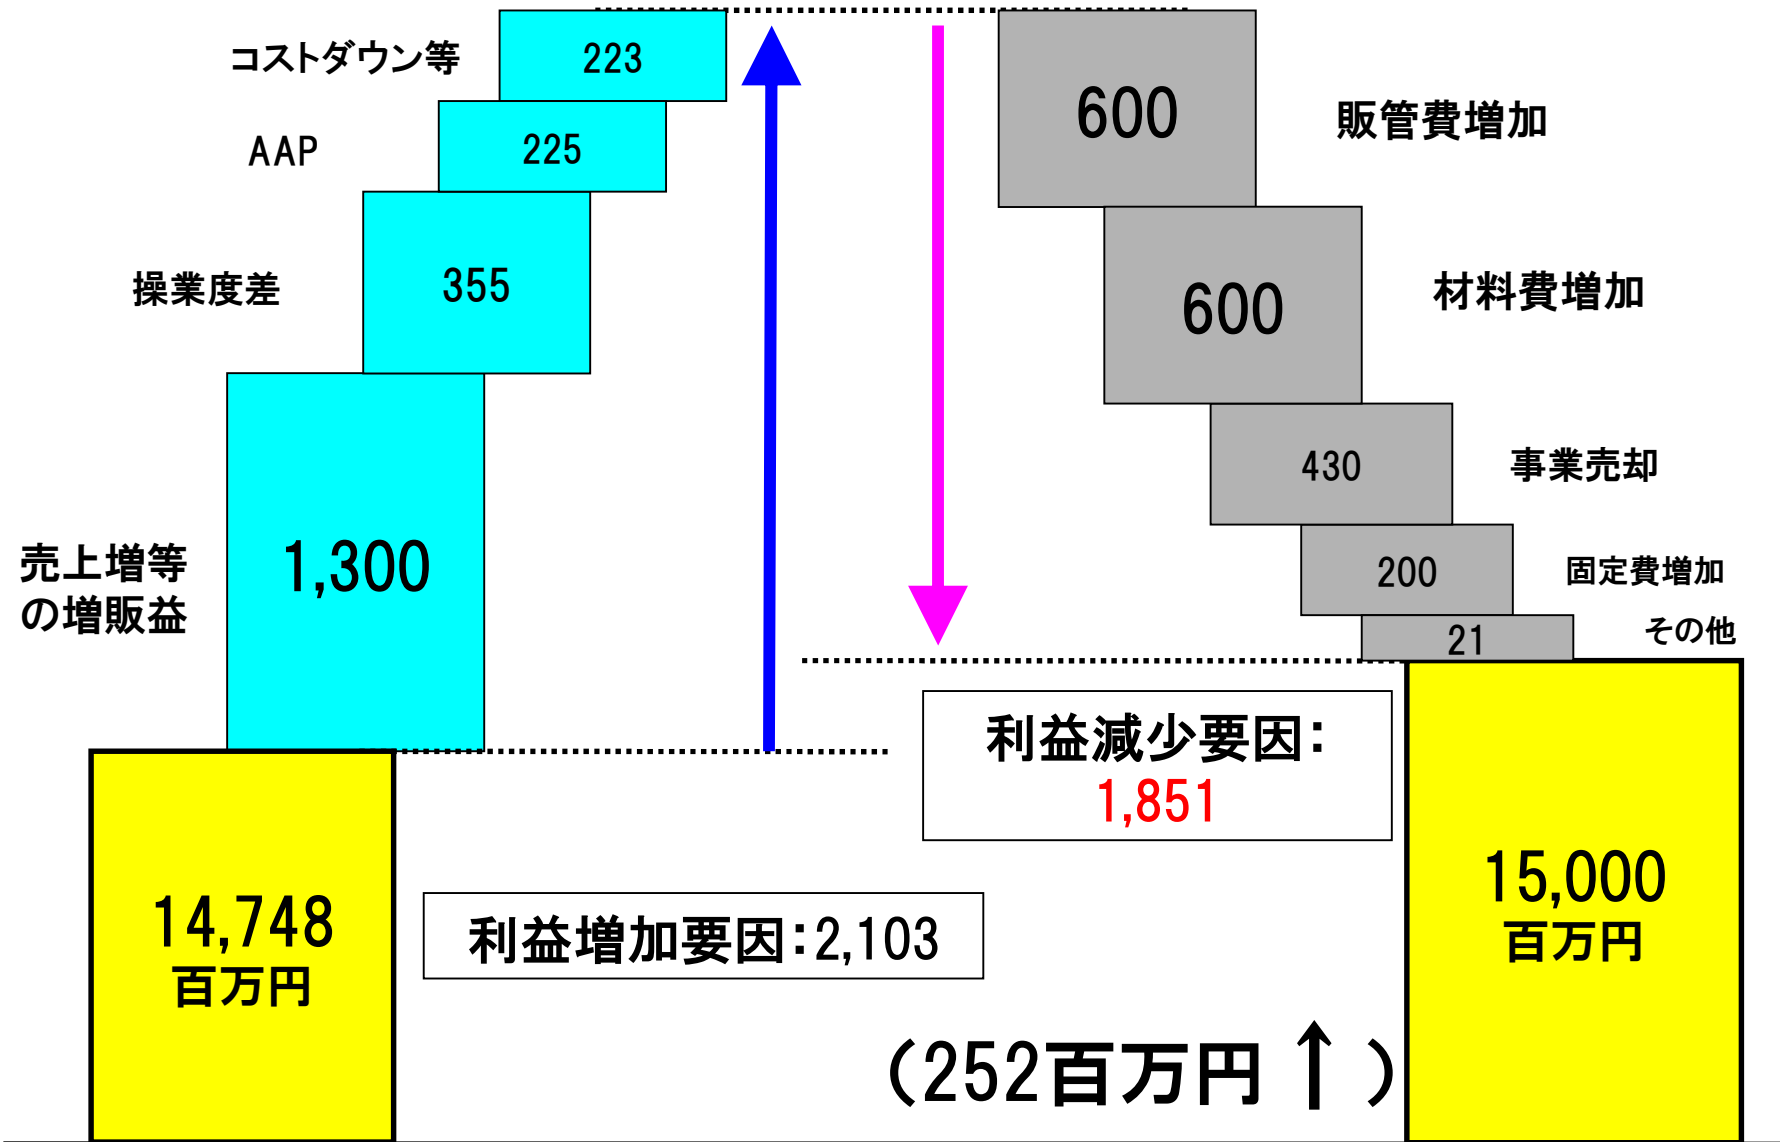 コストダウン等
223
AAP
225
操業度差
355
売上増等
の増販益
1,300
14,748
百万円
利益増加要因：2,103
600
販管費増加
600
材料費増加
430
事業売却
200
固定費増加
21
その他
利益減少要因：
1,851
15,000
百万円
（252百万円 ↑ ）